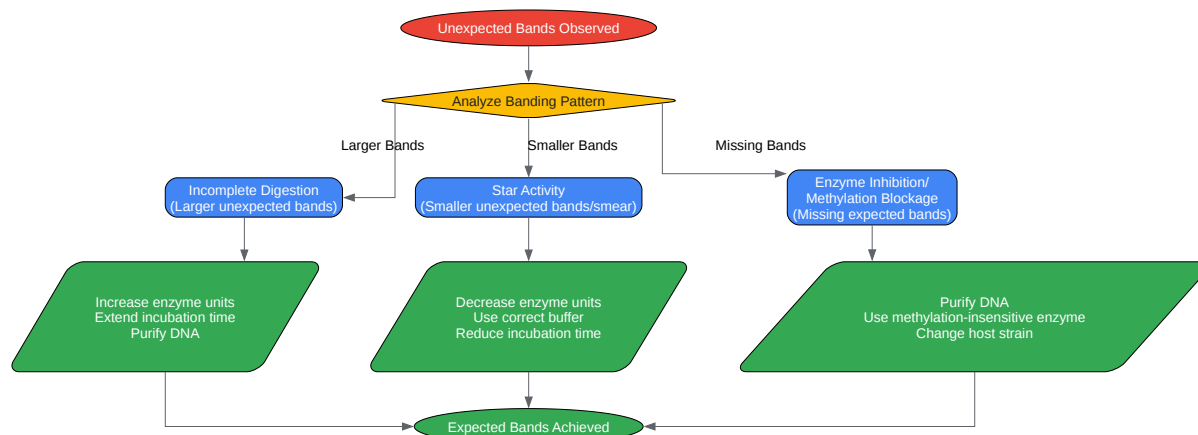 Unexpected Bands Observed
Analyze Banding Pattern
Larger Bands
Smaller Bands
Missing Bands
Incomplete Digestion
(Larger unexpected bands)
Star Activity
(Smaller unexpected bands/smear)
Enzyme Inhibition/
Methylation Blockage
(Missing expected bands)
Increase enzyme units
Extend incubation time
Purify DNA
Decrease enzyme units
Use correct buffer
Reduce incubation time
Purify DNA
Use methylation-insensitive enzyme
Change host strain
Expected Bands Achieved